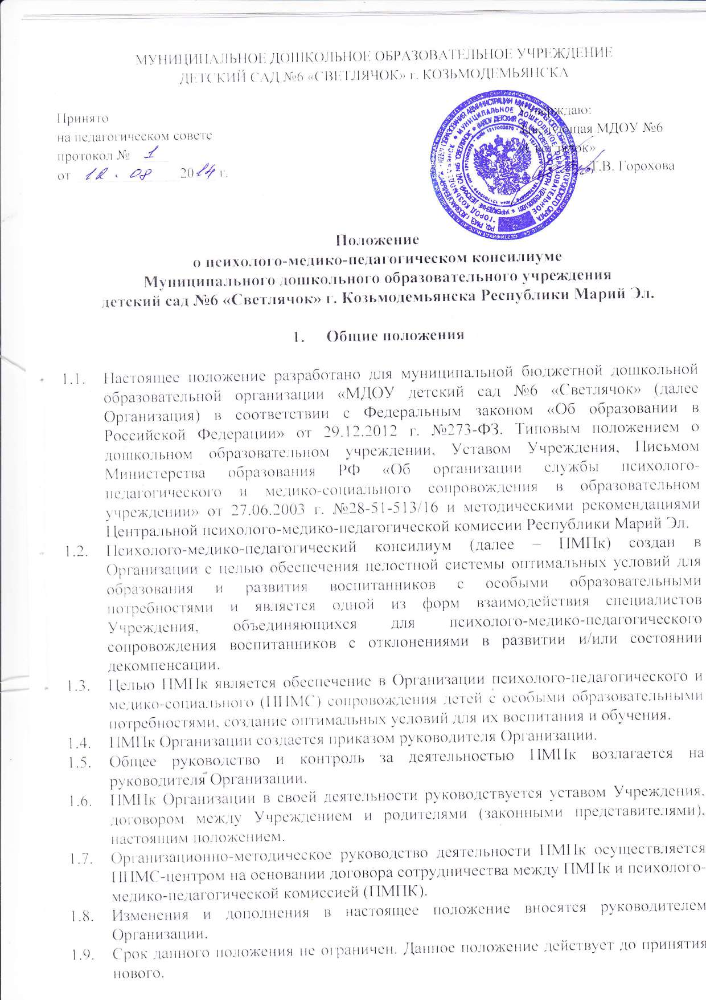 МУНИЦИПАЛЬНОЕ ДОШКОЛЬНОЕ ОБРАЗОВАТЕЛЬНОЕ УЧРЕЖДЕНИЕ
ДЕТСКИЙ САД №6 «СВЕТЛЯЧОК» г. КОЗЬМОДЕМЬЯНСКА
Принято
на педагогическом совете
протокол № 1
от 12.08 2014 г.
Утверждаю:
Заведующая МДОУ №6
«Светлячок»
Т.В. Горохова
Положение
о психолого-медико-педагогическом консилиуме
Муниципального дошкольного образовательного учреждения
детский сад №6 «Светлячок» г. Козьмодемьянска Республики Марий Эл.
1. Общие положения
1.1. Настоящее положение разработано для муниципальной бюджетной дошкольной
образовательной организации «МДОУ детский сад №6 «Светлячок» (далее
Организация) в соответствии с Федеральным законом «Об образовании в
Российской Федерации» от 29.12.2012 г. №273-ФЗ. Типовым положением о
дошкольном образовательном учреждении, Уставом Учреждения, Письмом
Министерства образования РФ «Об организации службы психолого-
педагогического и медико-социального сопровождения в образовательном
учреждении» от 27.06.2003 г. №28-51-513/16 и методическими рекомендациями
Центральной психолого-медико-педагогической комиссии Республики Марий Эл.
1.2. Психолого-медико-педагогический консилиум (далее – ПМПк) создан в
Организации с целью обеспечения целостной системы оптимальных условий для
образования и развития воспитанников с особыми образовательными
потребностями и является одной из форм взаимодействия специалистов
Учреждения, объединяющихся для психолого-медико-педагогического
сопровождения воспитанников с отклонениями в развитии и/или состоянии
декомпенсации.
1.3. Целью ПМПк является обеспечение в Организации психолого-педагогического и
медико-социального (ППМС) сопровождения детей с особыми образовательными
потребностями, создание оптимальных условий для их воспитания и обучения.
1.4. ПМПк Организации создается приказом руководителя Организации.
1.5. Общее руководство и контроль за деятельностью ПМПк возлагается на
руководителя Организации.
1.6. ПМПк Организации в своей деятельности руководствуется уставом Учреждения,
договором между Учреждением и родителями (законными представителями),
настоящим положением.
1.7. Организационно-методическое руководство деятельности ПМПк осуществляется
ППМС-центром на основании договора сотрудничества между ПМПк и психолого-
медико-педагогической комиссией (ПМПК).
1.8. Изменения и дополнения в настоящее положение вносятся руководителем
Организации.
1.9. Срок данного положения не ограничен. Данное положение действует до принятия
нового.